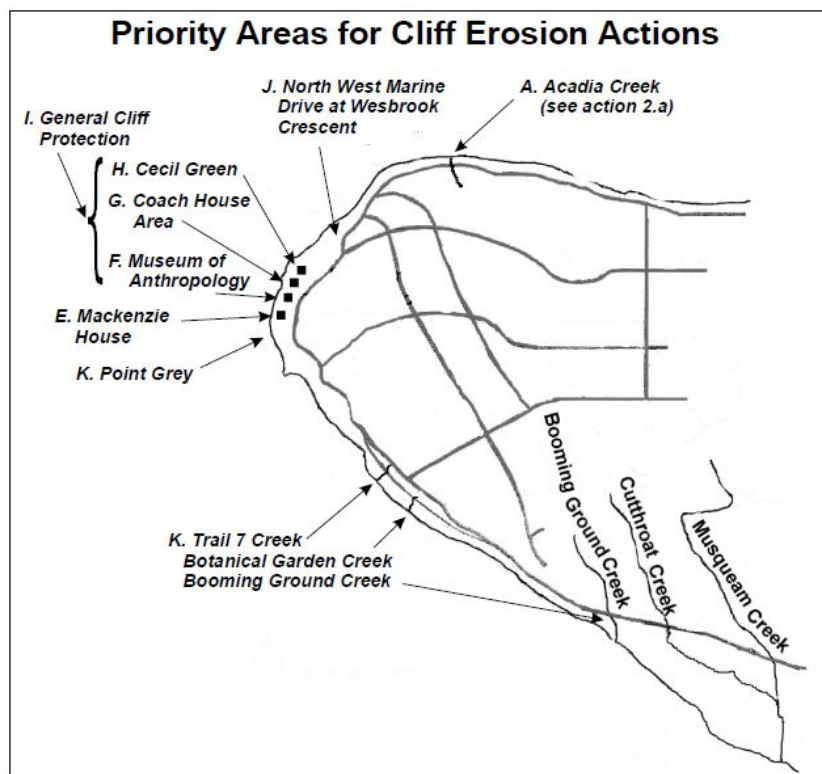 Priority Areas for Cliff Erosion Actions
J. North West Marine
Drive at Wesbrook
Crescent
A. Acadia Creek
(see action 2.a)
I. General Cliff
Protection
H. Cecil Green
G. Coach House
Area
F. Museum of
Anthropology
E. Mackenzie
House
K. Point Grey
K. Trail 7 Creek
Botanical Garden Creek
Booming Ground Creek
Booming Ground Creek
Cutthroat Creek
Musqueam Creek